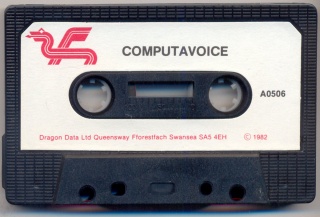 COMPUTAVOICE
A0506
Dragon Data Ltd Queensway Fforestfach Swansea SA5 4EH © 1982